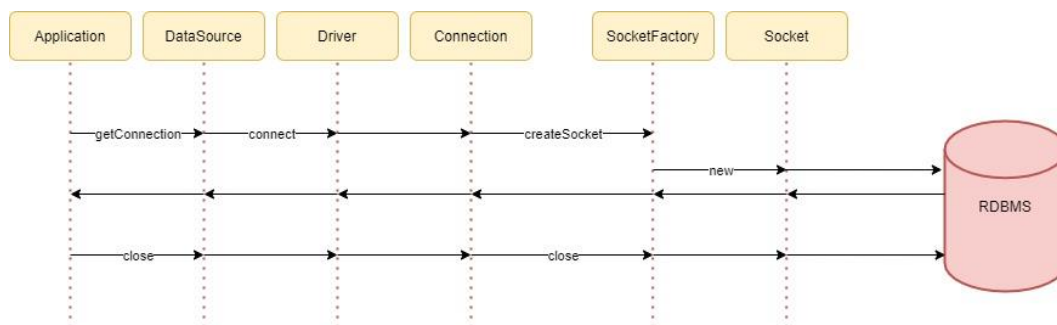 Application
DataSource
Driver
Connection
SocketFactory
Socket
getConnection
connect
createSocket
new
RDBMS
close
close